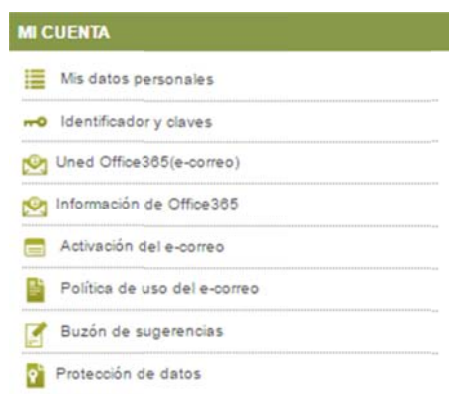 MI CUENTA
Mis datos personales
Identificador y claves
Uned Office365(e-correo)
Información de Office365
Activación del e-correo
Política de uso del e-correo
Buzón de sugerencias
Protección de datos